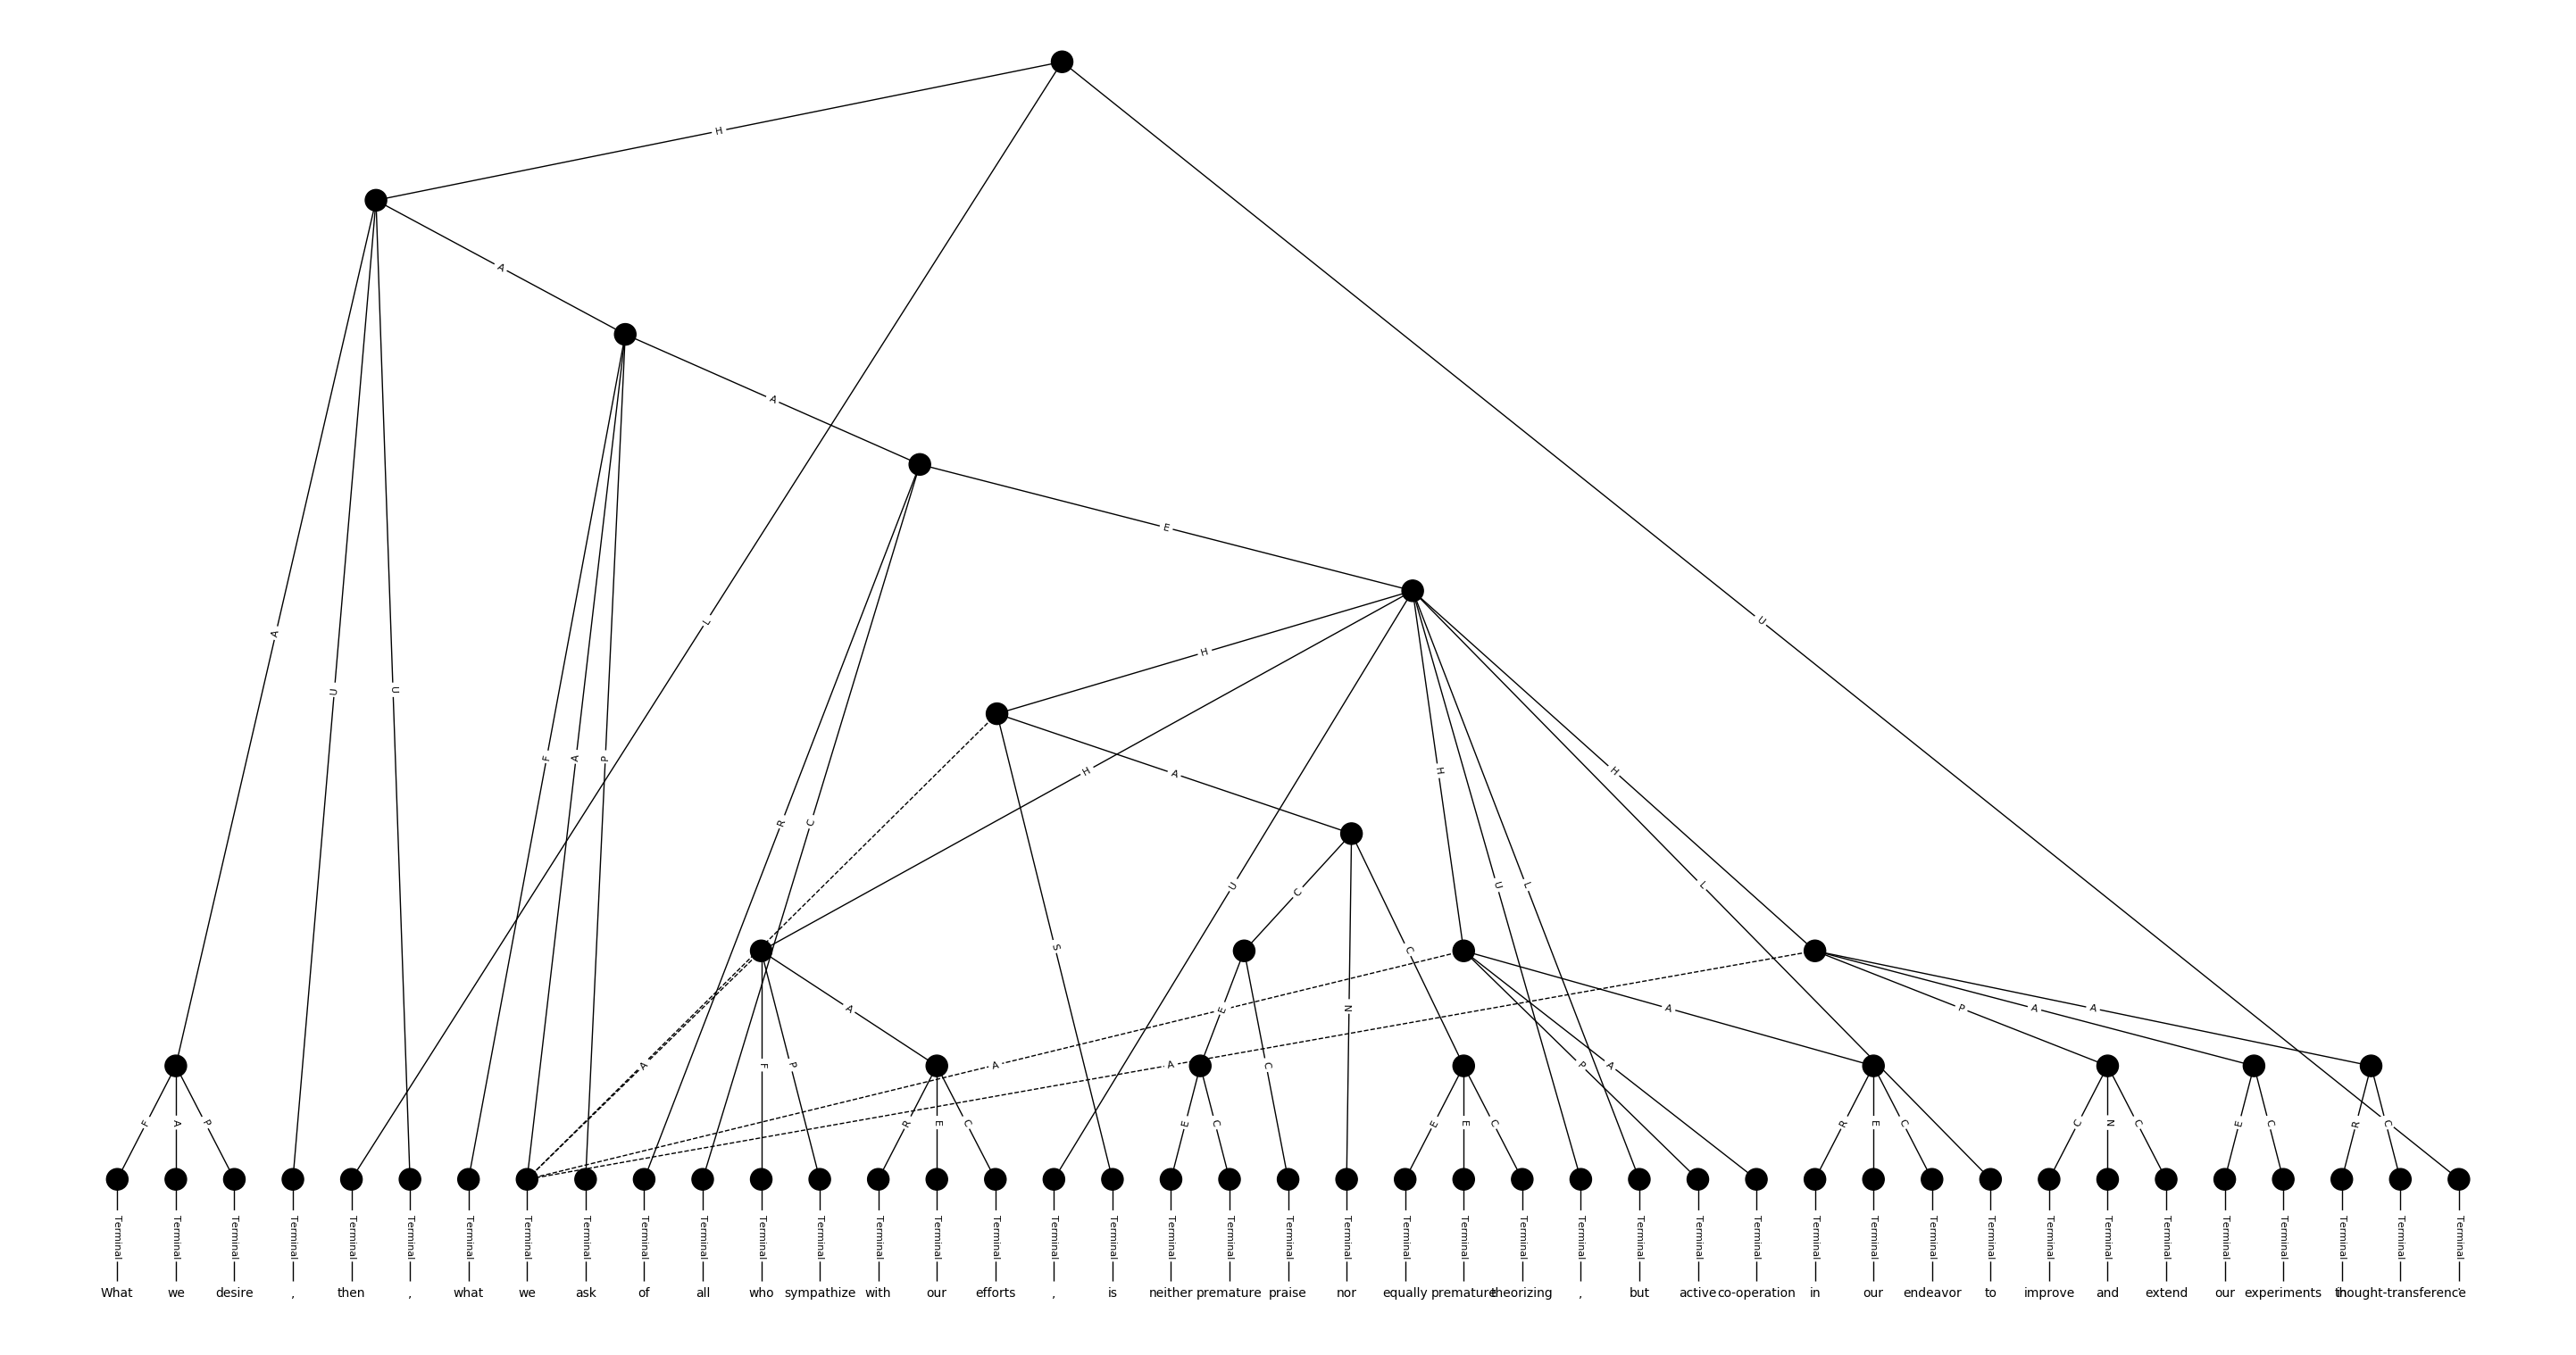 H
A
A
L
E
A
U
U
H
U
F A P
H A H
R C
U C H U L L H
S C N
A E A P A A
A F P A A E C P A
F A P R E C E C E E C R E C C N C E C R C
Terminal Terminal Terminal Terminal Terminal Terminal Terminal Terminal Terminal Terminal Terminal Terminal Terminal Terminal Terminal Terminal Terminal Terminal Terminal Terminal Terminal Terminal Terminal Terminal Terminal Terminal Terminal Terminal Terminal Terminal Terminal Terminal Terminal Terminal Terminal Terminal Terminal Terminal Terminal Terminal Terminal
What we desire , then , what we ask of all who sympathize with our efforts , is neither premature praise nor equally premature theorizing , but active co-operation in our endeavor to improve and extend our experiments in thought-transference .